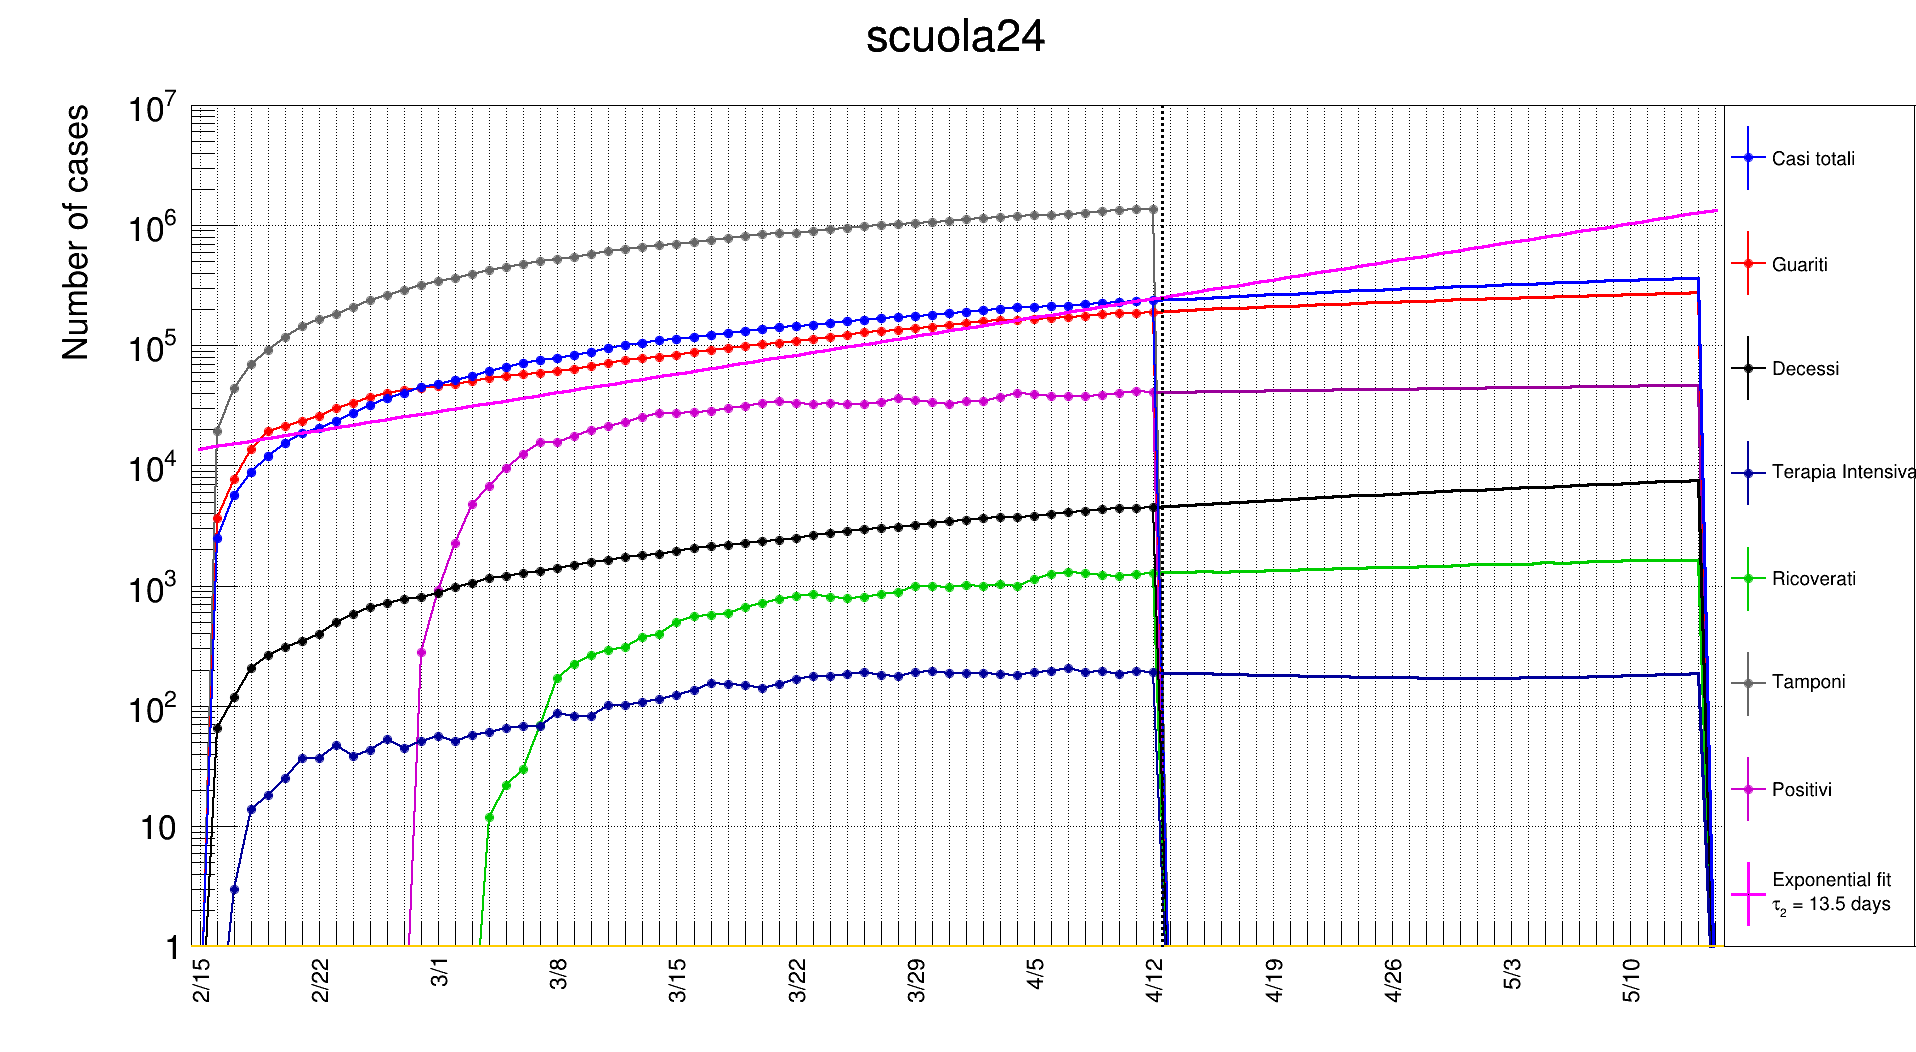 scuola24
Number of cases
10^7
10^6
10^5
10^4
10^3
10^2
10
1
2/15
2/22
3/1
3/8
3/15
3/22
3/29
4/5
4/12
4/19
4/26
5/3
5/10
Casi totali
Guariti
Decessi
Terapia Intensiva
Ricoverati
Tamponi
Positivi
Exponential fit
τ₂ = 13.5 days